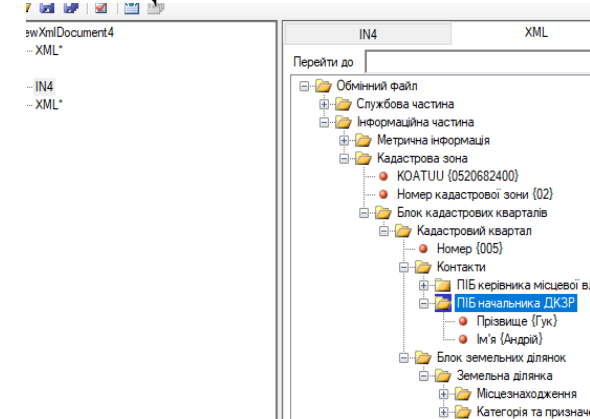 ewXmlDocument4
XML*
IN4
XML*
IN4 XML
Перейти до
Обмінний файл
Службова частина
Інформаційна частина
Метрична інформація
Кадастрова зона
KOATUU {0520682400}
Номер кадастрової зони {02}
Блок кадастрових кварталів
Кадастровий квартал
Номер {005}
Контакти
ПІБ керівника місцевої вл
ПІБ начальника ДКЗР
Прізвище {Гук}
Ім'я {Андрій}
Блок земельних ділянок
Земельна ділянка
Місцезнаходження
Категорія та признач